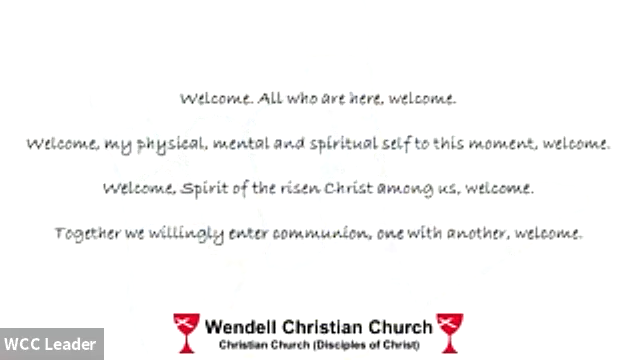 Welcome. All who are here, welcome.
Welcome, my physical, mental and spiritual self to this moment, welcome.
Welcome, Spirit of the risen Christ among us, welcome.
Together we willingly enter communion, one with another, welcome.
Wendell Christian Church
Christian Church (Disciples of Christ)
WCC Leader